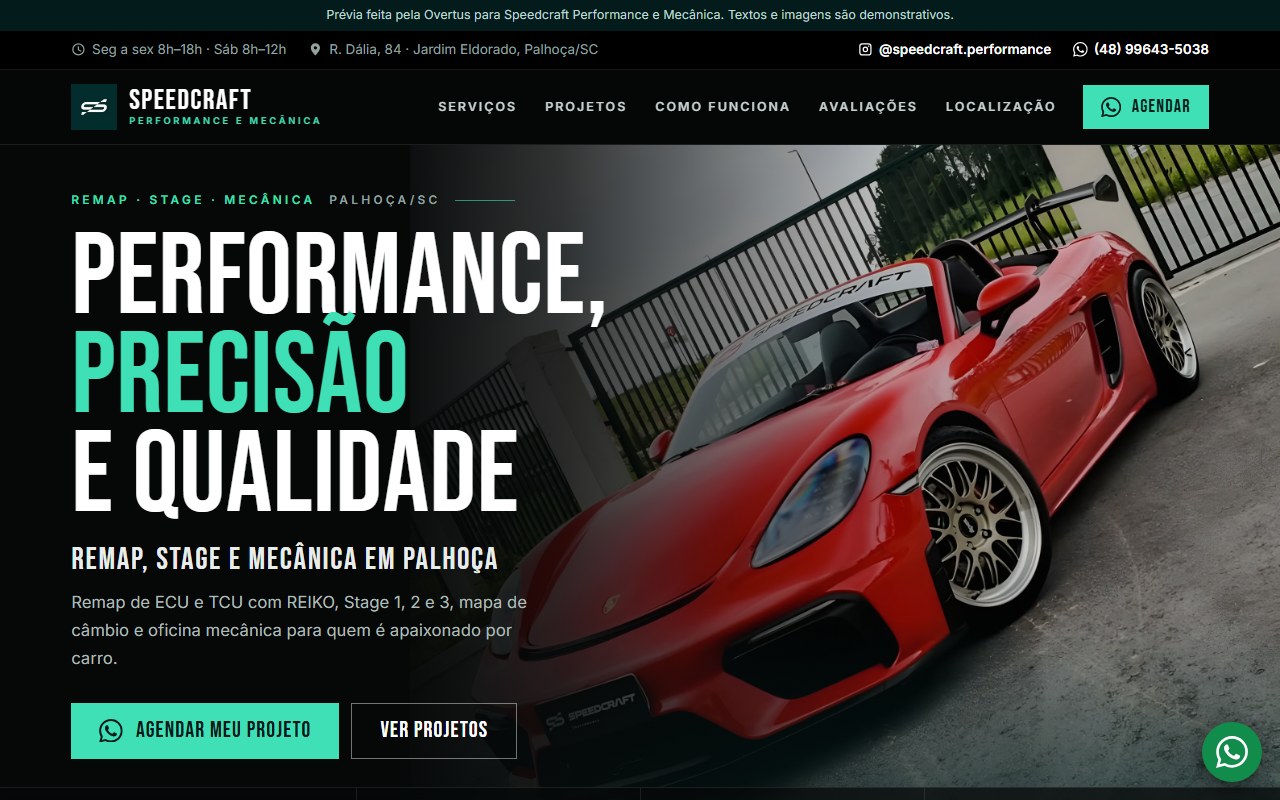 Prévia feita pela Overtus para Speedcraft Performance e Mecânica. Textos e imagens são demonstrativos.
Seg a sex 8h–18h · Sáb 8h–12h
R. Dália, 84 · Jardim Eldorado, Palhoça/SC
@speedcraft.performance
(48) 99643-5038
SPEEDCRAFT
PERFORMANCE E MECÂNICA
SERVIÇOS
PROJETOS
COMO FUNCIONA
AVALIAÇÕES
LOCALIZAÇÃO
AGENDAR
REMAP · STAGE · MECÂNICA PALHOÇA/SC
PERFORMANCE,
PRECISÃO
E QUALIDADE
REMAP, STAGE E MECÂNICA EM PALHOÇA
Remap de ECU e TCU com REIKO, Stage 1, 2 e 3, mapa de
câmbio e oficina mecânica para quem é apaixonado por
carro.
AGENDAR MEU PROJETO
VER PROJETOS
SPEEDCRAFT
SPEEDCRAFT